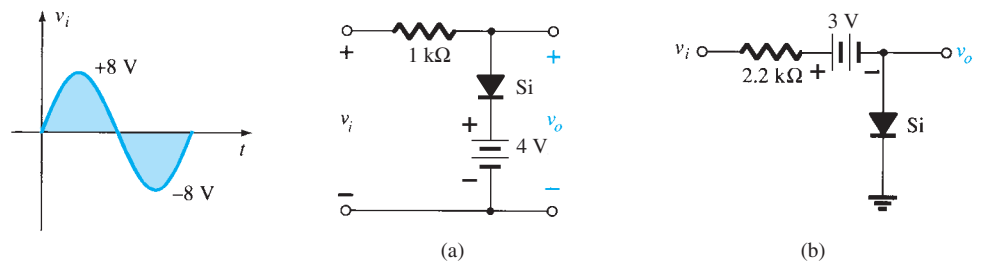 v_i
+8 V
t
–8 V
+
1 kΩ
+
Si
v_i
+
v_o
4 V
–
–
–
(a)
3 V
v_i
2.2 kΩ
+
–
v_o
Si
(b)